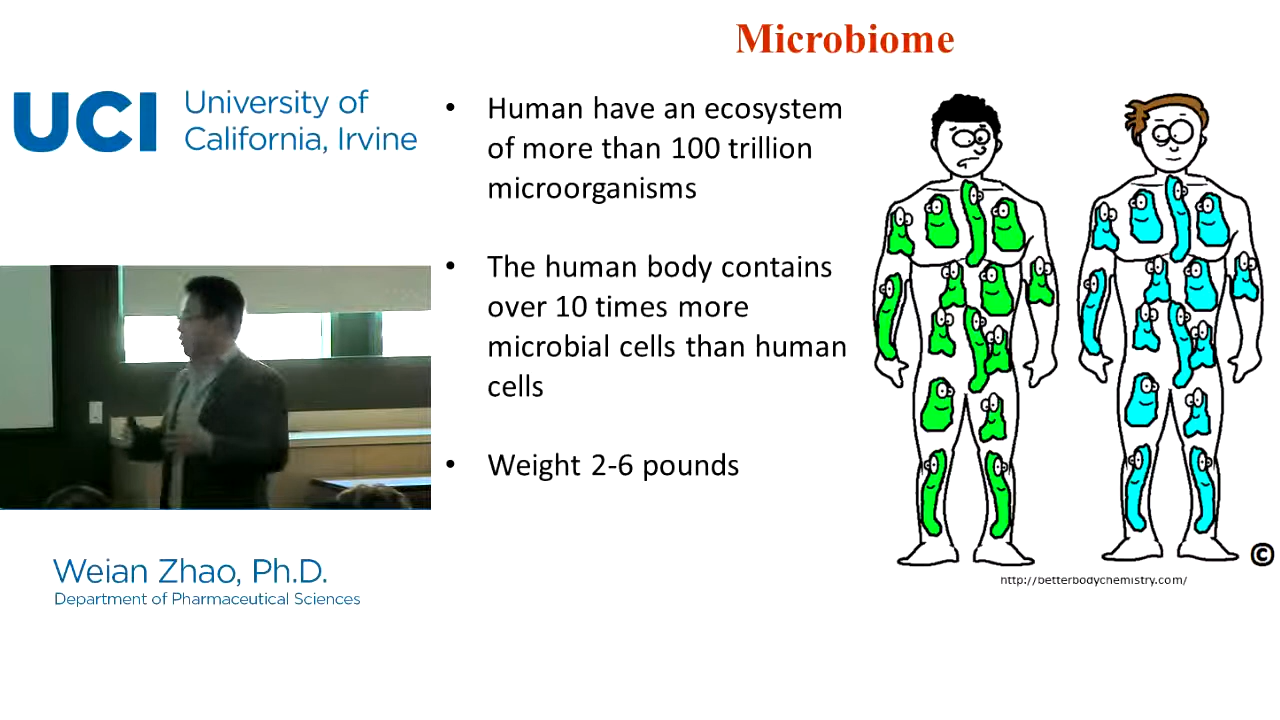 Microbiome
UCI University of
California, Irvine
• Human have an ecosystem
of more than 100 trillion
microorganisms
• The human body contains
over 10 times more
microbial cells than human
cells
• Weight 2-6 pounds
©
http://betterbodychemistry.com/
Weian Zhao, Ph.D.
Department of Pharmaceutical Sciences